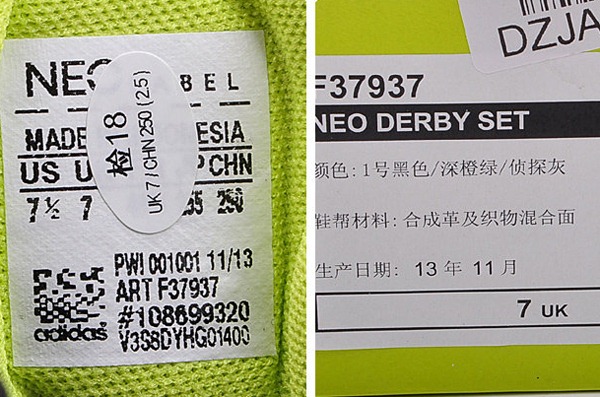 NEO
BEL
检18
UK 7 / CHN 250 (2.5)
MADE
ESIA
US U
P CHN
7½ 7
250
PWI 001001 11/13
ART F37937
#108699320
V3S8DYHG01400
adidas
DZJA
F37937
NEO DERBY SET
颜色: 1号黑色/深橙绿/侦探灰
鞋帮材料: 合成革及织物混合面
生产日期: 13 年 11 月
7 UK